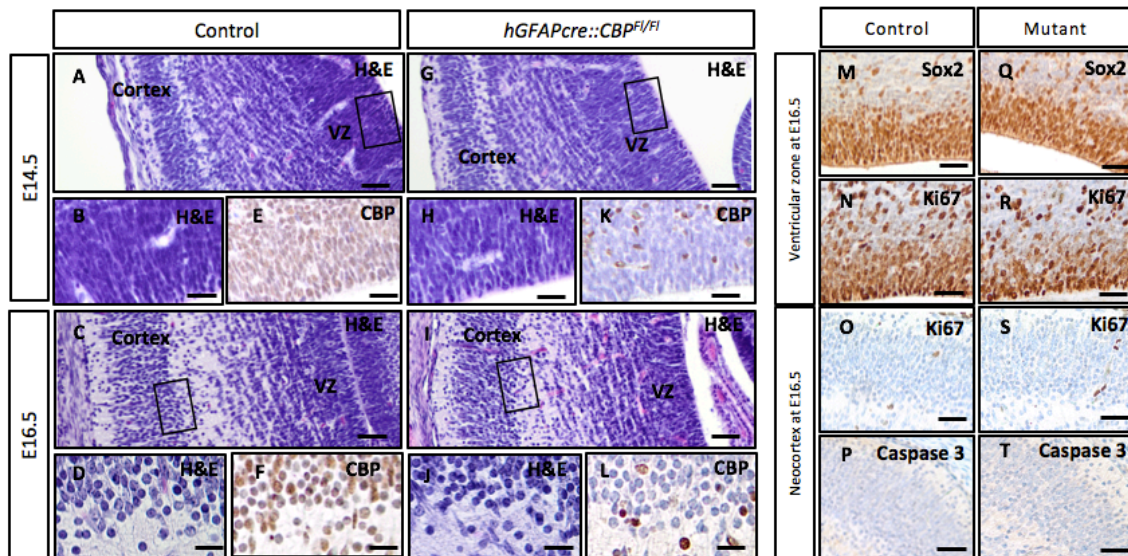 Control
hGFAPcre::CBPFl/Fl
Control
Mutant
E14.5
A
H&E
Cortex
VZ
G
H&E
Cortex
VZ
B
H&E
E
CBP
H
H&E
K
CBP
E16.5
C
H&E
Cortex
VZ
I
H&E
Cortex
VZ
D
H&E
F
CBP
J
H&E
L
CBP
Ventricular zone at E16.5
M
Sox2
Q
Sox2
N
Ki67
R
Ki67
Neocortex at E16.5
O
Ki67
S
Ki67
P
Caspase 3
T
Caspase 3